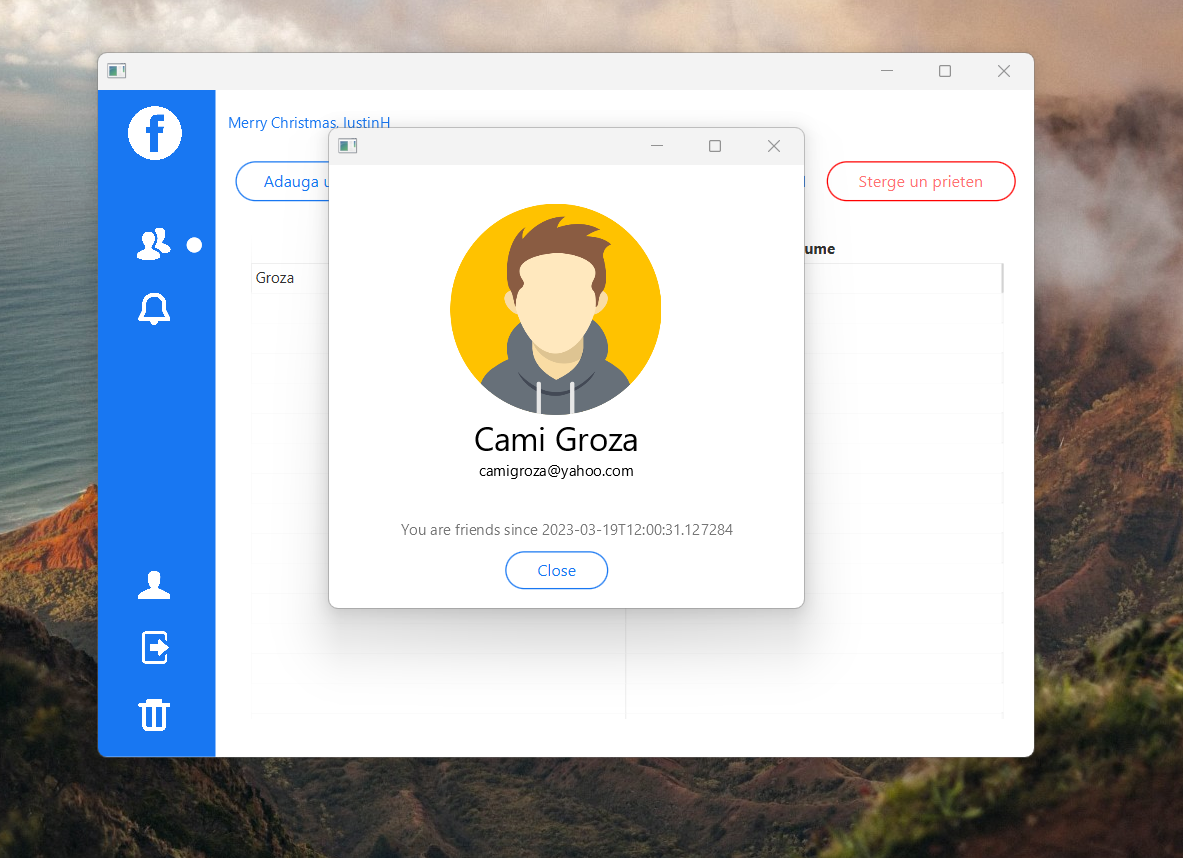 Merry Christmas, IustinH
Adauga
Sterge un prieten
Groza
Cami Groza
camigroza@yahoo.com
You are friends since 2023-03-19T12:00:31.127284
Close